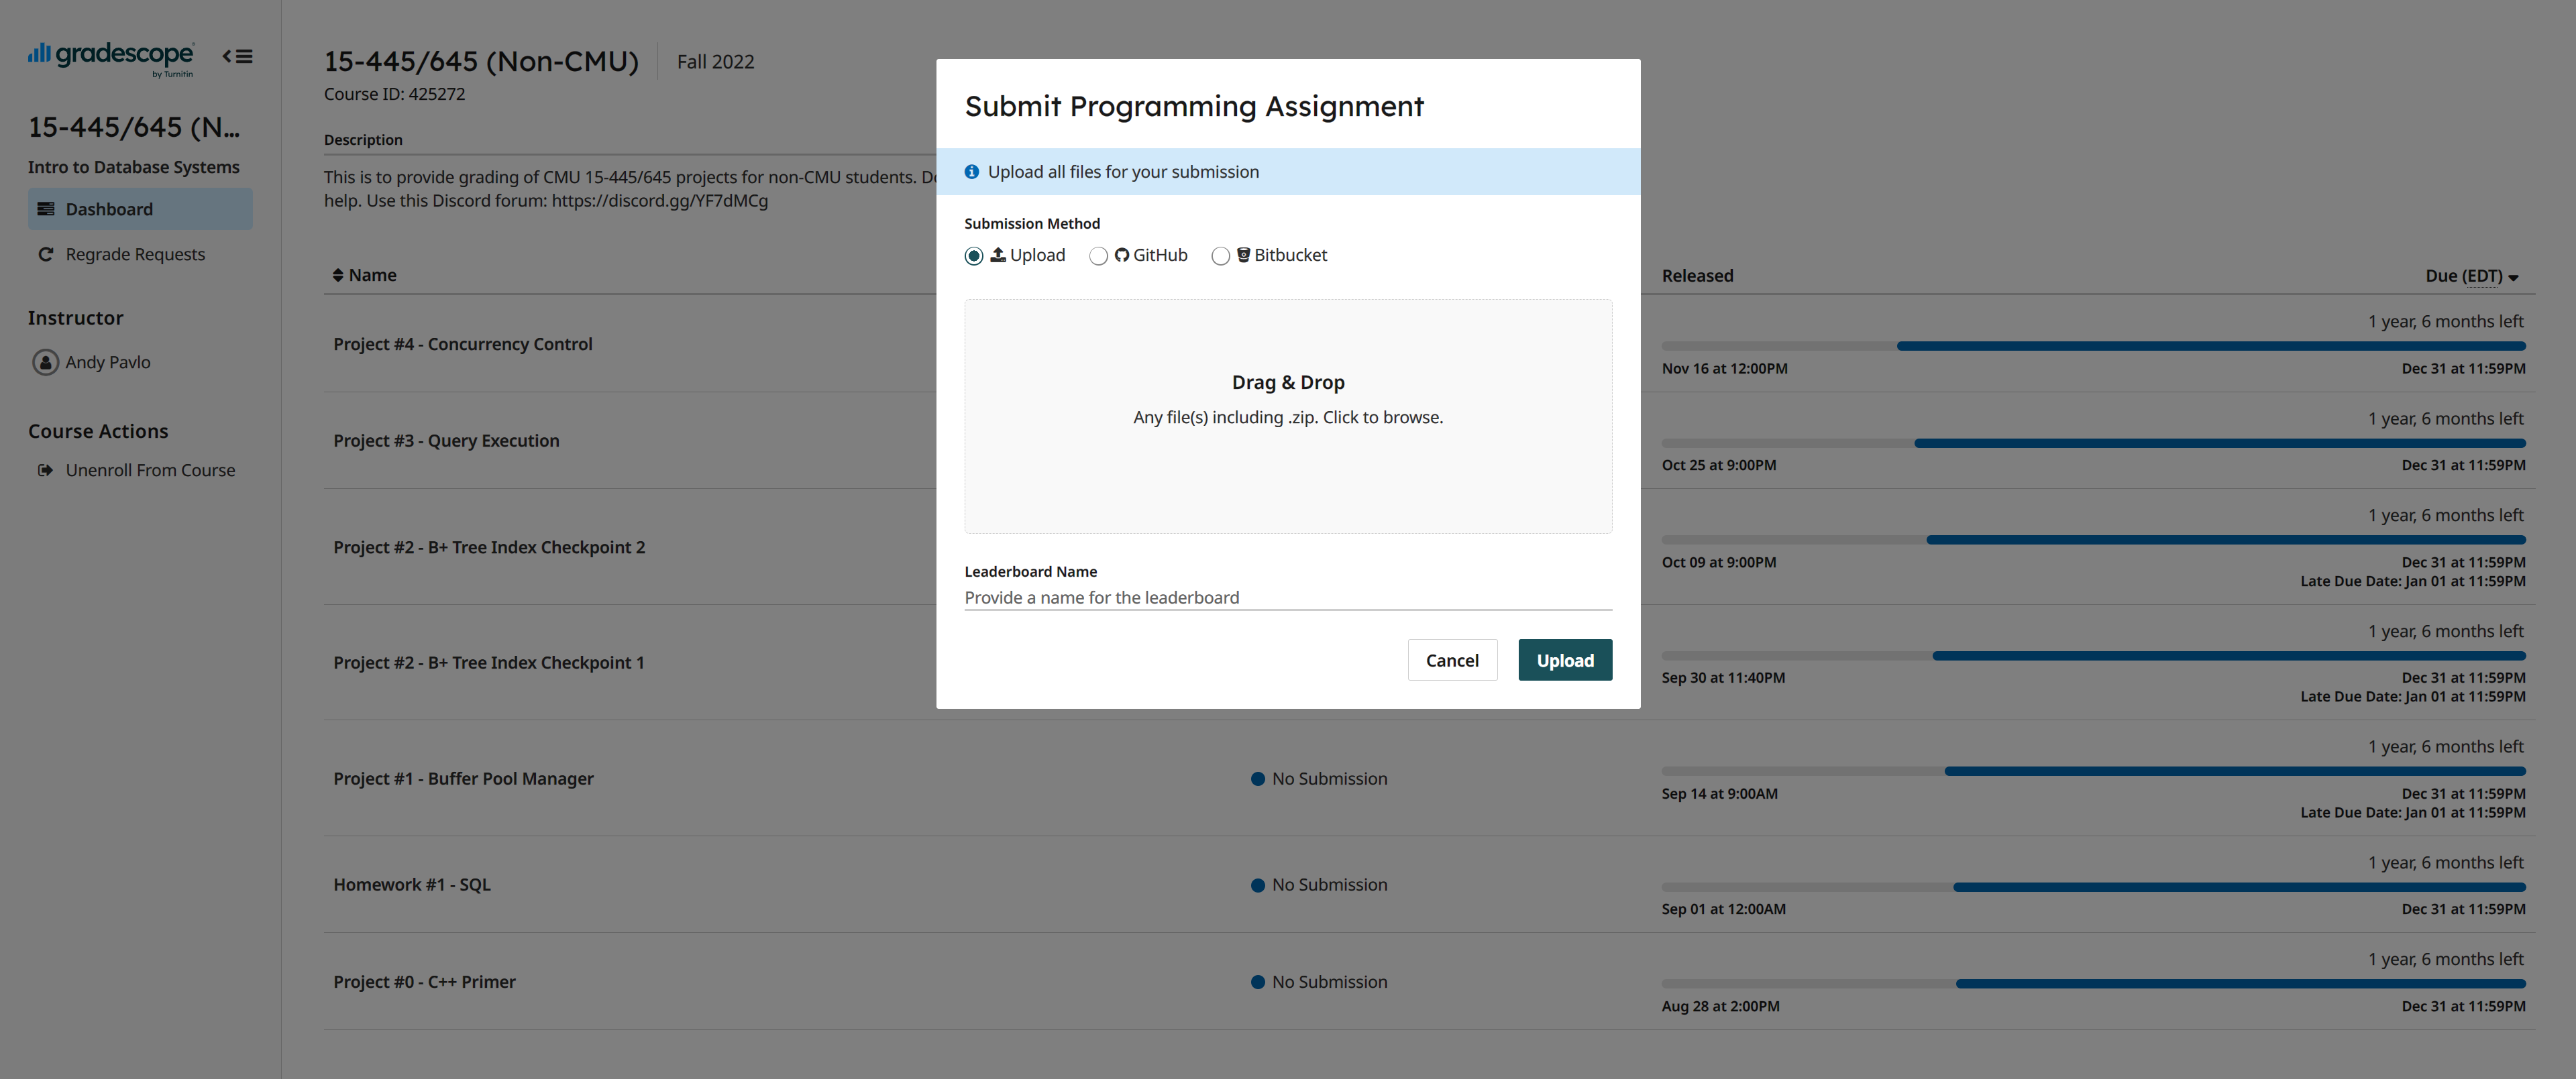 gradescope
by Turnitin
15-445/645 (N...
Intro to Database Systems
Dashboard
Regrade Requests
Instructor
Andy Pavlo
Course Actions
Unenroll From Course
15-445/645 (Non-CMU)
Fall 2022
Course ID: 425272
Description
This is to provide grading of CMU 15-445/645 projects for non-CMU students.
help. Use this Discord forum: https://discord.gg/YF7dMCg
Name
Released
Due (EDT)
Project #4 - Concurrency Control
1 year, 6 months left
Nov 16 at 12:00PM
Dec 31 at 11:59PM
Project #3 - Query Execution
1 year, 6 months left
Oct 25 at 9:00PM
Dec 31 at 11:59PM
Project #2 - B+ Tree Index Checkpoint 2
1 year, 6 months left
Oct 09 at 9:00PM
Dec 31 at 11:59PM
Late Due Date: Jan 01 at 11:59PM
Project #2 - B+ Tree Index Checkpoint 1
1 year, 6 months left
Sep 30 at 11:40PM
Dec 31 at 11:59PM
Late Due Date: Jan 01 at 11:59PM
Project #1 - Buffer Pool Manager
No Submission
1 year, 6 months left
Sep 14 at 9:00AM
Dec 31 at 11:59PM
Late Due Date: Jan 01 at 11:59PM
Homework #1 - SQL
No Submission
1 year, 6 months left
Sep 01 at 12:00AM
Dec 31 at 11:59PM
Project #0 - C++ Primer
No Submission
1 year, 6 months left
Aug 28 at 2:00PM
Dec 31 at 11:59PM
Submit Programming Assignment
Upload all files for your submission
Submission Method
Upload
GitHub
Bitbucket
Drag & Drop
Any file(s) including .zip. Click to browse.
Leaderboard Name
Provide a name for the leaderboard
Cancel
Upload